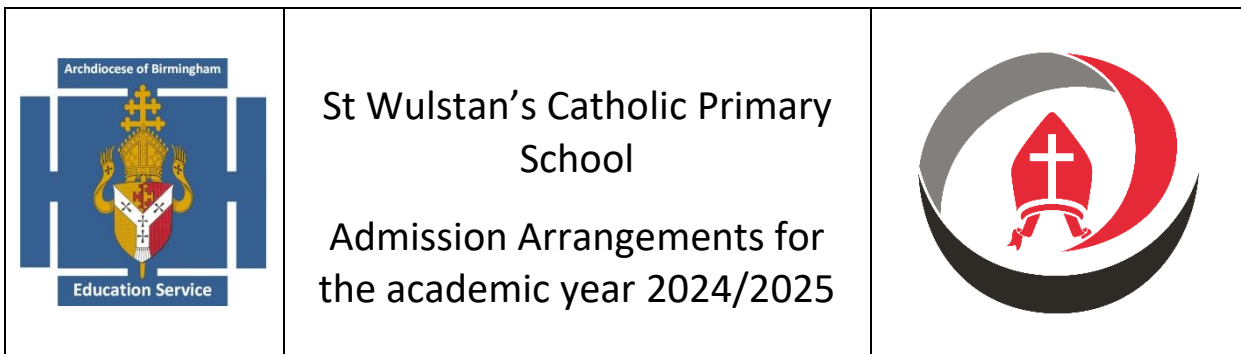 Archdiocese of Birmingham
Education Service
St Wulstan’s Catholic Primary
School
Admission Arrangements for
the academic year 2024/2025